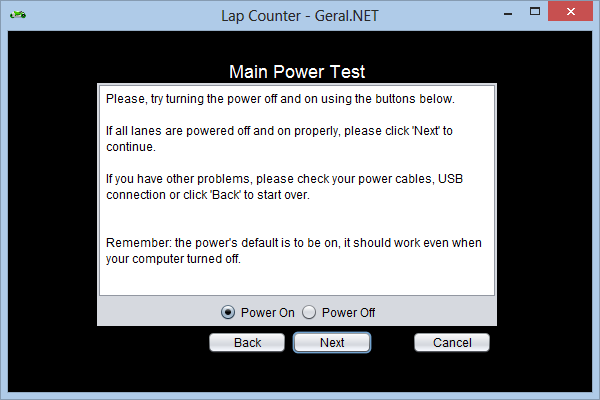 Lap Counter - Geral.NET
Main Power Test
Please, try turning the power off and on using the buttons below.
If all lanes are powered off and on properly, please click 'Next' to
continue.
If you have other problems, please check your power cables, USB
connection or click 'Back' to start over.
Remember: the power's default is to be on, it should work even when
your computer turned off.
Power On Power Off
Back Next Cancel